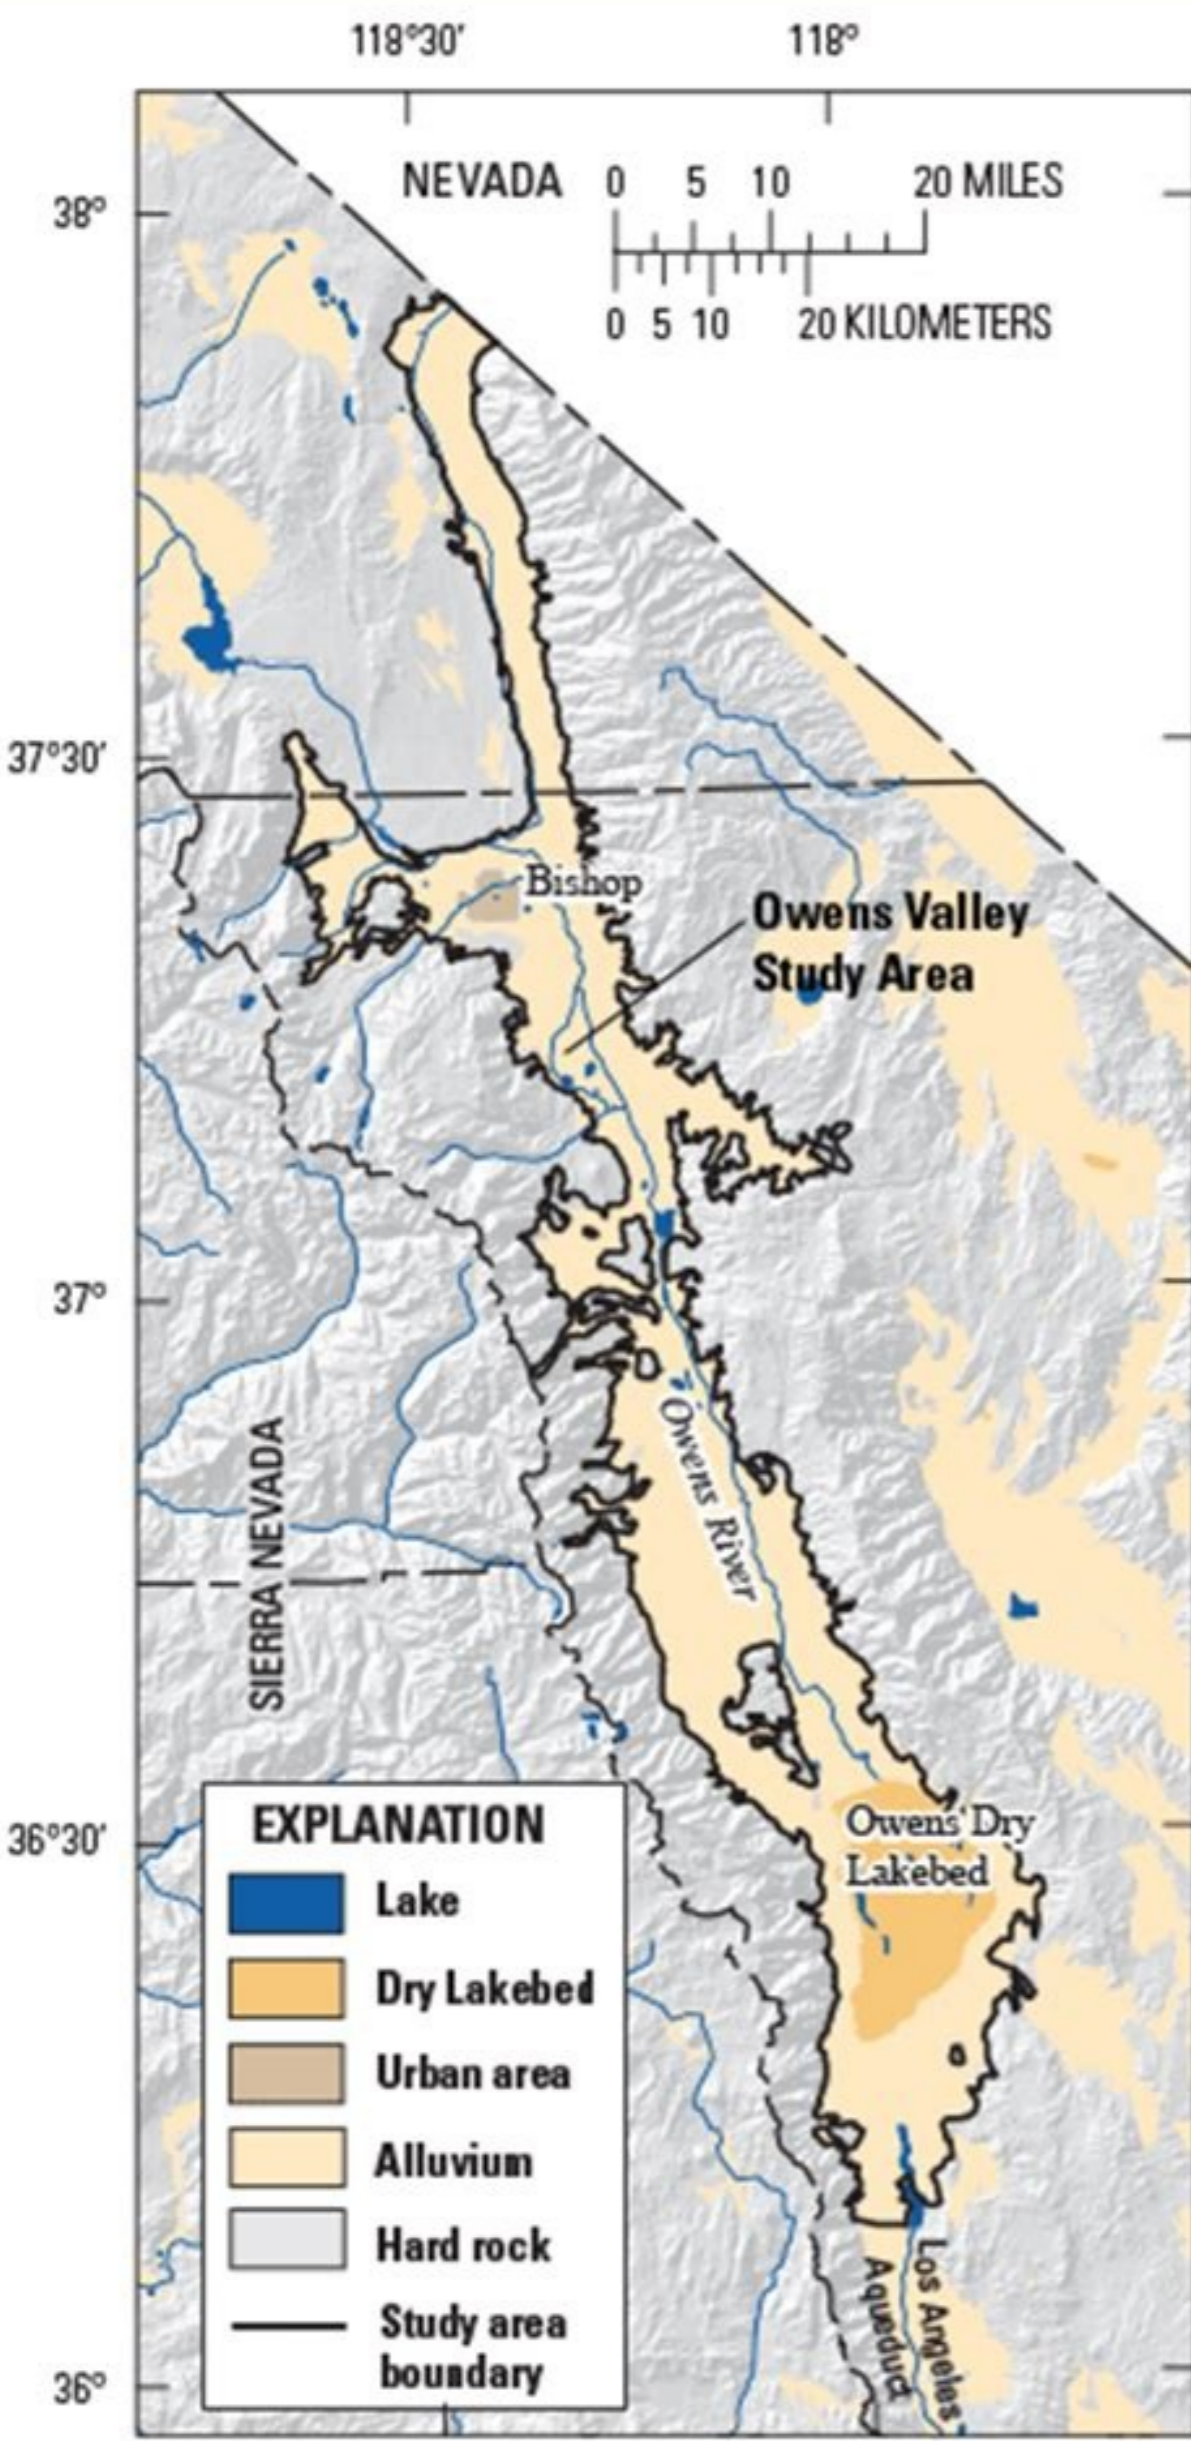 118°30′ 118°
NEVADA 0 5 10 20 MILES
38°
0 5 10 20 KILOMETERS
37°30′
Bishop
Owens Valley
Study Area
37°
Owens River
SIERRA NEVADA
36°30′
Owens Dry
Lakebed
EXPLANATION
Lake
Dry Lakebed
Urban area
Alluvium
Hard rock
Study area
boundary
Los Angeles
Aqueduct
36°